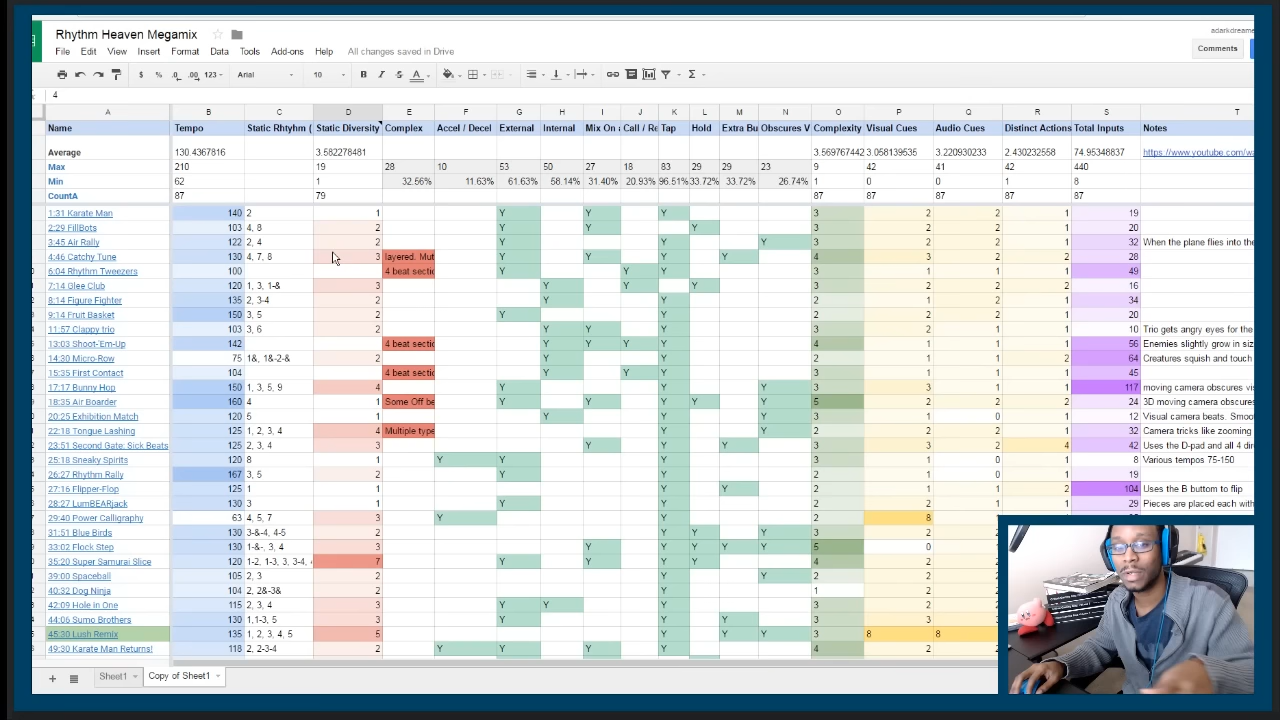 Rhythm Heaven Megamix
adarkdreame
File Edit View Insert Format Data Tools Add-ons Help All changes saved in Drive Comments
$ % .0 .00 123 Arial 10 B I S A Σ
4
A B C D E F G H I J K L M N O P Q R S T
Name Tempo Static Rhtyhm ( Static Diversity Complex Accel / Decel External Internal Mix On Call / Re Tap Hold Extra Bu Obscures V Complexity Visual Cues Audio Cues Distinct Actions Total Inputs Notes
Average 130.4367816 3.582278481 3.569767442 3.058139535 3.220930233 2.430232558 74.95348837 https://www.youtube.com/wa
Max 210 19 28 10 53 50 27 18 83 29 29 23 9 42 41 42 440
Min 62 1 32.56% 11.63% 61.63% 58.14% 31.40% 20.93% 96.51% 33.72% 33.72% 26.74% 1 0 0 1 8
CountA 87 79 87 87 87 87 87
1:31 Karate Man 140 2 1 Y Y Y 3 2 2 1 19
2:29 FillBots 103 4, 8 2 Y Y Y 3 2 2 1 20
3:45 Air Rally 122 2, 4 2 Y Y Y 3 2 2 1 32 When the plane flies into the
4:46 Catchy Tune 130 4, 7, 8 3 layered. Mut Y Y Y Y 4 3 2 2 28
6:04 Rhythm Tweezers 100 4 beat sectio Y Y Y 3 1 1 1 49
7:14 Glee Club 120 1, 3, 1-& 3 Y Y Y 3 2 2 1 16
8:14 Figure Fighter 135 2, 3-4 2 Y Y 2 1 2 1 34
9:14 Fruit Basket 150 3, 5 2 Y Y 2 2 2 1 20
11:57 Clappy trio 103 3, 6 2 Y Y Y 3 2 2 1 10 Trio gets angry eyes for the
13:03 Shoot-'Em-Up 142 4 beat sectio Y Y Y Y 4 1 1 1 56 Enemies slightly grow in siz
14:30 Micro-Row 75 1&, 1&-2-& 2 Y Y 2 1 1 2 64 Creatures squish and touch
15:35 First Contact 104 4 beat sectio Y Y Y 3 1 1 1 45
17:17 Bunny Hop 150 1, 3, 5, 9 4 Y Y Y 3 3 1 1 117 moving camera obscures vis
18:35 Air Boarder 160 4 1 Some Off be Y Y Y Y Y 5 2 2 2 24 3D moving camera obscures
20:25 Exhibition Match 120 5 1 Y Y Y 3 1 0 1 12 Visual camera beats. Smoo
22:18 Tongue Lashing 125 1, 2, 3, 4 4 Multiple type Y Y 3 1 1 1 32 Camera tricks like zooming
23:51 Second Gate: Sick Beats 125 2, 3, 4 3 Y Y Y 3 3 2 4 42 Uses the D-pad and all 4 dire
25:18 Sneaky Spirits 120 8 1 Y Y Y 3 1 0 1 8 Various tempos 75-150
26:27 Rhythm Rally 167 3, 5 2 Y Y 2 1 0 1 19
27:16 Flipper-Flop 125 1 1 Y Y 2 1 1 2 104 Uses the B buttom to flip
28:27 LumBEARjack 130 3 1 Y Y 2 2 2 1 29 Pieces are placed each with
29:40 Power Calligraphy 63 4, 5, 7 3 Y Y 2 8
31:51 Blue Birds 130 3-&-4, 4-5 2 Y Y Y Y 3 2
33:02 Flock Step 130 1-&-, 3, 4 3 Y Y Y Y Y 5 0
35:20 Super Samurai Slice 120 1-2, 1-3, 3, 3-4, 7 Y Y Y Y 4 2
39:00 Spaceball 105 2, 3 2 Y Y 2 2
40:32 Dog Ninja 104 2, 2&-3& 2 Y 1 2
42:09 Hole in One 115 2, 3, 4 3 Y Y Y 3 2
44:06 Sumo Brothers 130 1,1-3, 5 3 Y Y 3 3
45:30 Lush Remix 135 1, 2, 3, 4, 5 5 Y Y Y 3 8 8
49:30 Karate Man Returns! 118 2, 2-3-4 2 Y Y Y Y 4 2
Sheet1 Copy of Sheet1